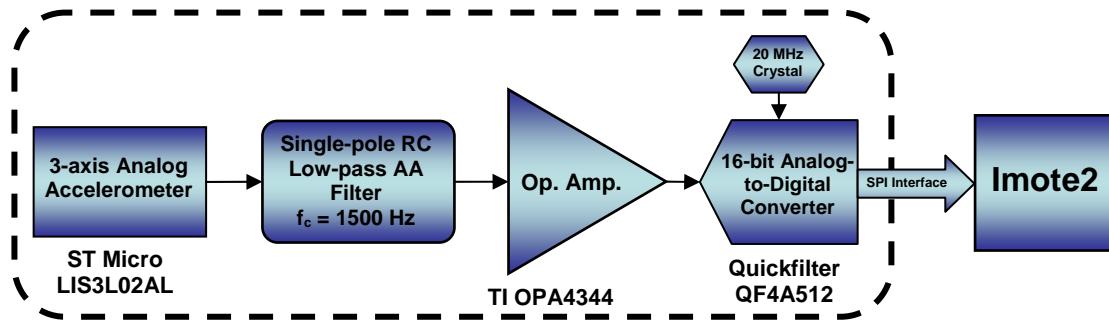 20 MHz
Crystal
3-axis Analog
Accelerometer
Single-pole RC
Low-pass AA
Filter
fc = 1500 Hz
Op. Amp.
16-bit Analog-
to-Digital
Converter
SPI Interface
Imote2
ST Micro
LIS3L02AL
TI OPA4344
Quickfilter
QF4A512